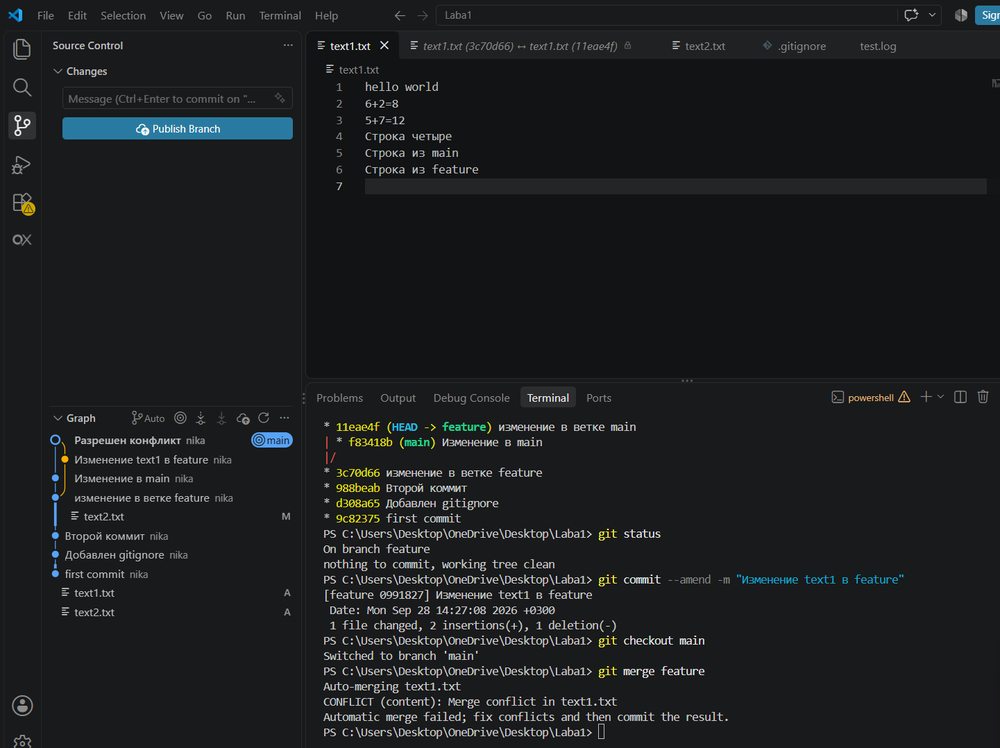 File Edit Selection View Go Run Terminal Help
Laba1
Sign
Source Control
Changes
Message (Ctrl+Enter to commit on "...
Publish Branch
text1.txt
text1.txt (3c70d66) ↔ text1.txt (11eae4f)
text2.txt
.gitignore
test.log
text1.txt
1 hello world
2 6+2=8
3 5+7=12
4 Строка четыре
5 Строка из main
6 Строка из feature
7
Graph
Auto
Разрешен конфликт nika
main
Изменение text1 в feature nika
Изменение в main nika
изменение в ветке feature nika
text2.txt M
Второй коммит nika
Добавлен gitignore nika
first commit nika
text1.txt A
text2.txt A
Problems Output Debug Console Terminal Ports
powershell
* 11eae4f (HEAD -> feature) изменение в ветке main
| * f83418b (main) Изменение в main
|/
* 3c70d66 изменение в ветке feature
* 988beab Второй коммит
* d308a65 Добавлен gitignore
* 9c82375 first commit
PS C:\Users\Desktop\OneDrive\Desktop\Laba1> git status
On branch feature
nothing to commit, working tree clean
PS C:\Users\Desktop\OneDrive\Desktop\Laba1> git commit --amend -m "Изменение text1 в feature"
[feature 0991827] Изменение text1 в feature
Date: Mon Sep 28 14:27:08 2026 +0300
1 file changed, 2 insertions(+), 1 deletion(-)
PS C:\Users\Desktop\OneDrive\Desktop\Laba1> git checkout main
Switched to branch 'main'
PS C:\Users\Desktop\OneDrive\Desktop\Laba1> git merge feature
Auto-merging text1.txt
CONFLICT (content): Merge conflict in text1.txt
Automatic merge failed; fix conflicts and then commit the result.
PS C:\Users\Desktop\OneDrive\Desktop\Laba1>